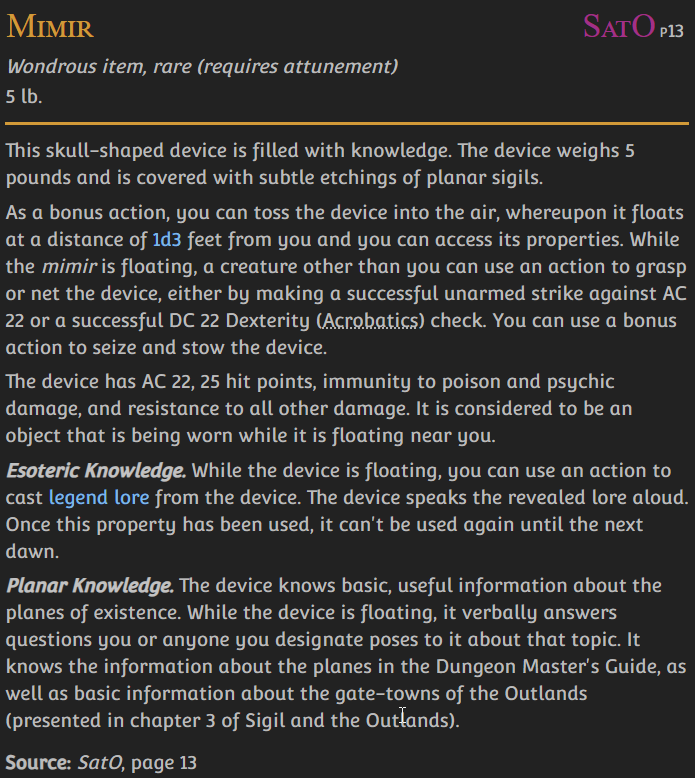 Mimir SatO p13
Wondrous item, rare (requires attunement)
5 lb.
This skull-shaped device is filled with knowledge. The device weighs 5
pounds and is covered with subtle etchings of planar sigils.
As a bonus action, you can toss the device into the air, whereupon it floats
at a distance of 1d3 feet from you and you can access its properties. While
the mimir is floating, a creature other than you can use an action to grasp
or net the device, either by making a successful unarmed strike against AC
22 or a successful DC 22 Dexterity (Acrobatics) check. You can use a bonus
action to seize and stow the device.
The device has AC 22, 25 hit points, immunity to poison and psychic
damage, and resistance to all other damage. It is considered to be an
object that is being worn while it is floating near you.
Esoteric Knowledge. While the device is floating, you can use an action to
cast legend lore from the device. The device speaks the revealed lore aloud.
Once this property has been used, it can't be used again until the next
dawn.
Planar Knowledge. The device knows basic, useful information about the
planes of existence. While the device is floating, it verbally answers
questions you or anyone you designate poses to it about that topic. It
knows the information about the planes in the Dungeon Master's Guide, as
well as basic information about the gate-towns of the Outlands
(presented in chapter 3 of Sigil and the Outlands).
Source: SatO, page 13